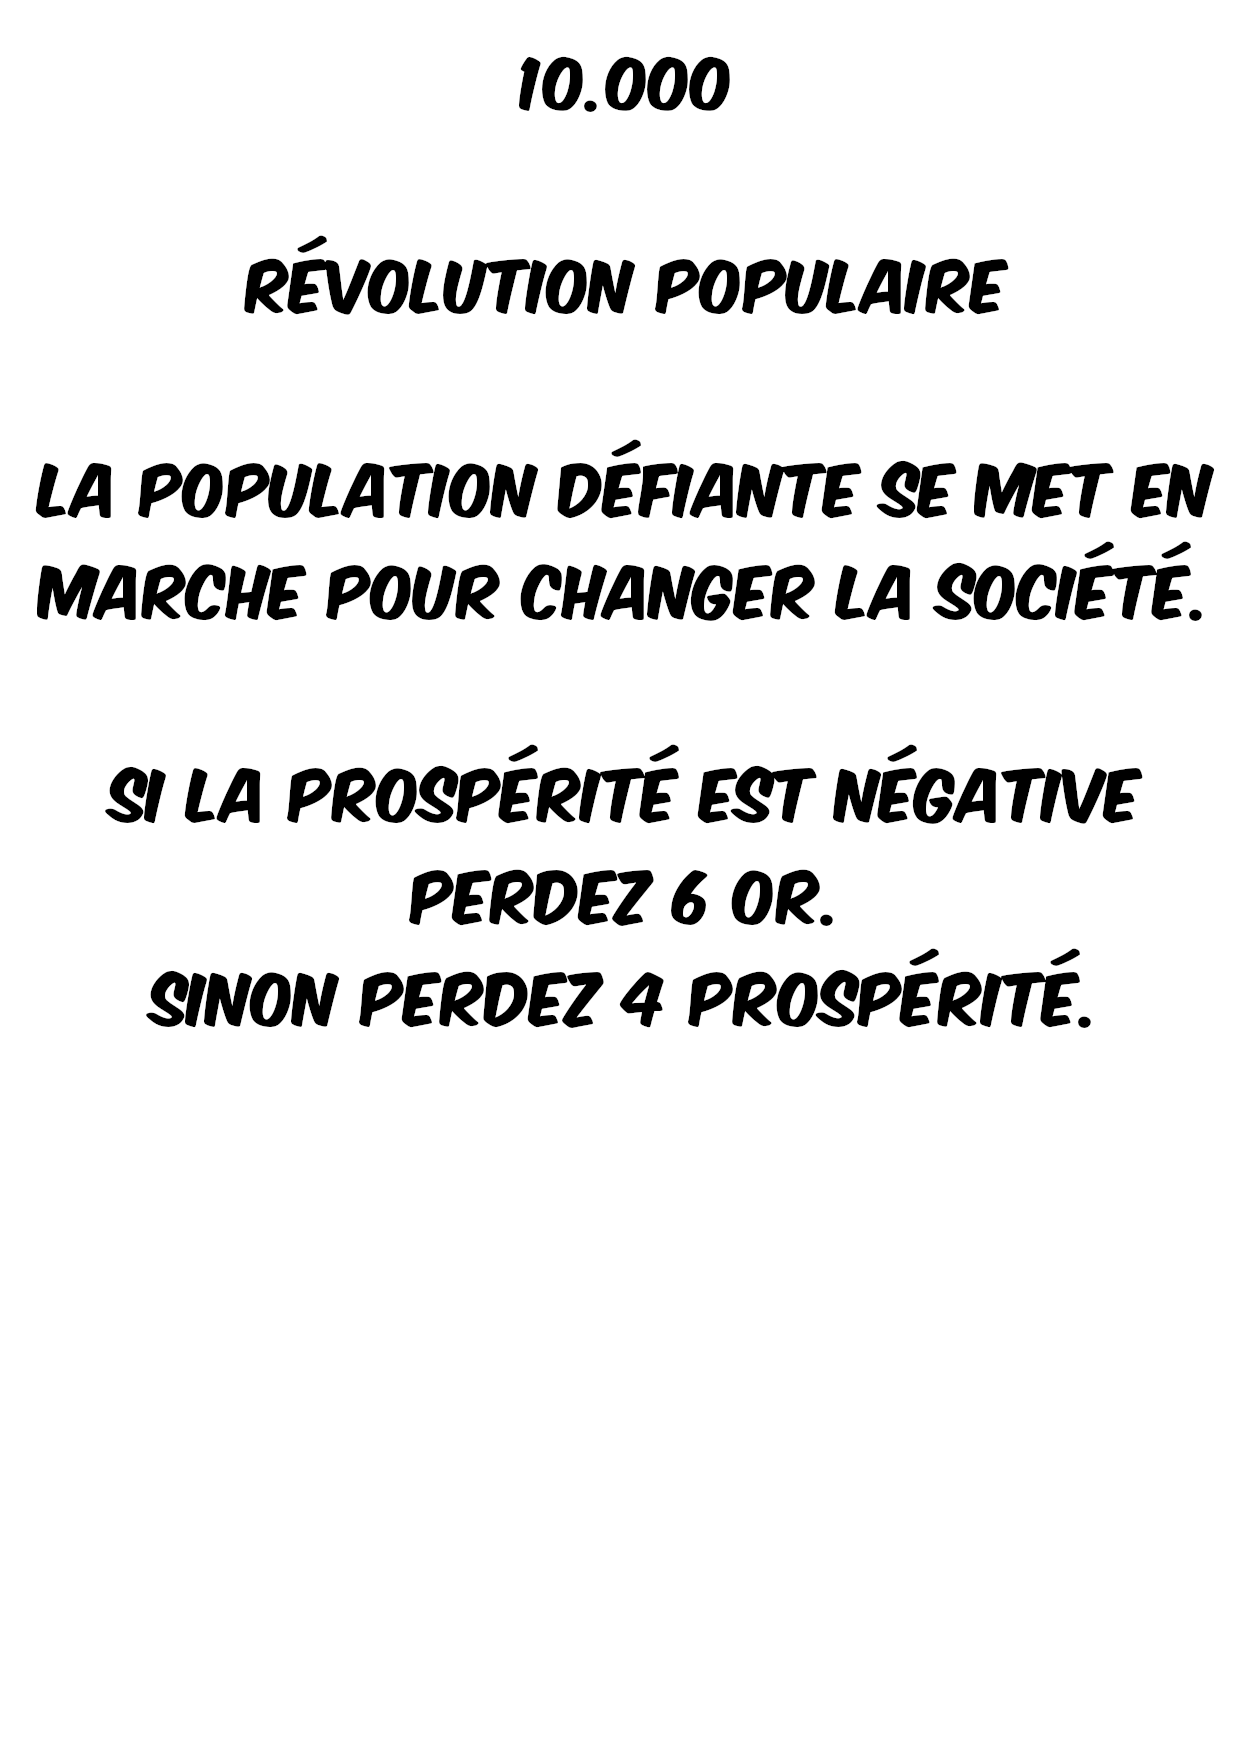 10.000
RÉVOLUTION POPULAIRE
LA POPULATION DÉFIANTE SE MET EN
MARCHE POUR CHANGER LA SOCIÉTÉ.
SI LA PROSPÉRITÉ EST NÉGATIVE
PERDEZ 6 OR.
SINON PERDEZ 4 PROSPÉRITÉ.